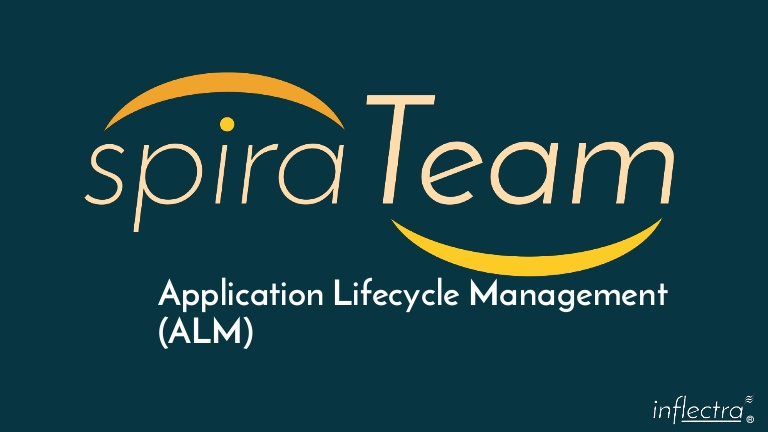 spiraTeam
Application Lifecycle Management
(ALM)
inflectra®